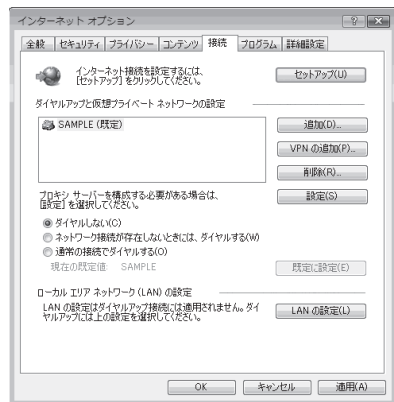 インターネット オプション
全般 セキュリティ プライバシー コンテンツ 接続 プログラム 詳細設定
インターネット接続を設定するには、
[セットアップ] をクリックしてください。
セットアップ(U)
ダイヤルアップと仮想プライベート ネットワークの設定
SAMPLE (既定)
追加(D)...
VPN の追加(P)...
削除(R)...
プロキシ サーバーを構成する必要がある場合は、
[設定] を選択してください。
設定(S)
ダイヤルしない(C)
ネットワーク接続が存在しないときには、ダイヤルする(W)
通常の接続でダイヤルする(O)
現在の既定値: SAMPLE
既定に設定(E)
ローカル エリア ネットワーク (LAN) の設定
LAN の設定はダイヤルアップ接続には適用されません。ダイ
ヤルアップには上の設定を選択してください。
LAN の設定(L)
OK キャンセル 適用(A)